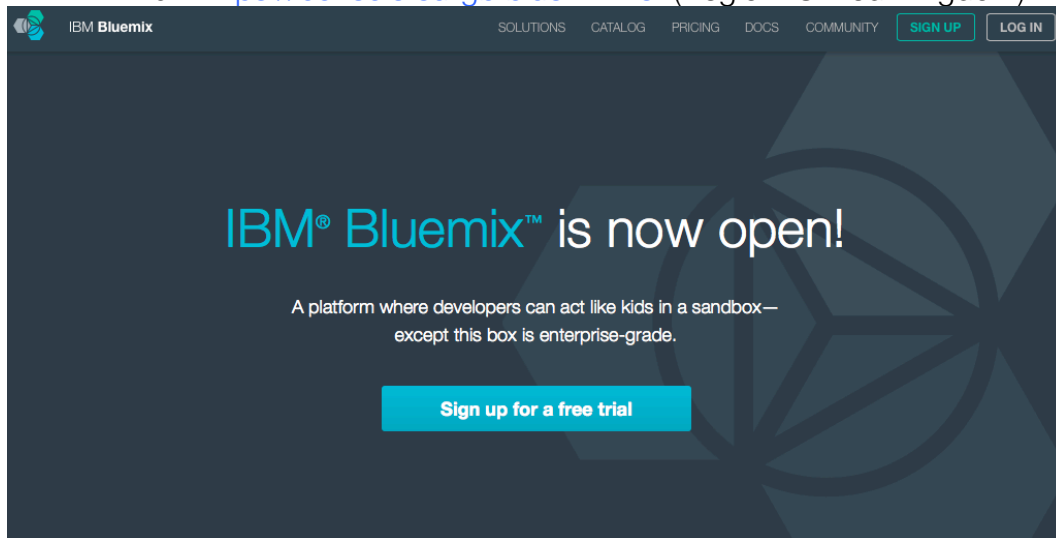 IBM Bluemix SOLUTIONS CATALOG PRICING DOCS COMMUNITY SIGN UP LOG IN
IBM® Bluemix™ is now open!
A platform where developers can act like kids in a sandbox—
except this box is enterprise-grade.
Sign up for a free trial